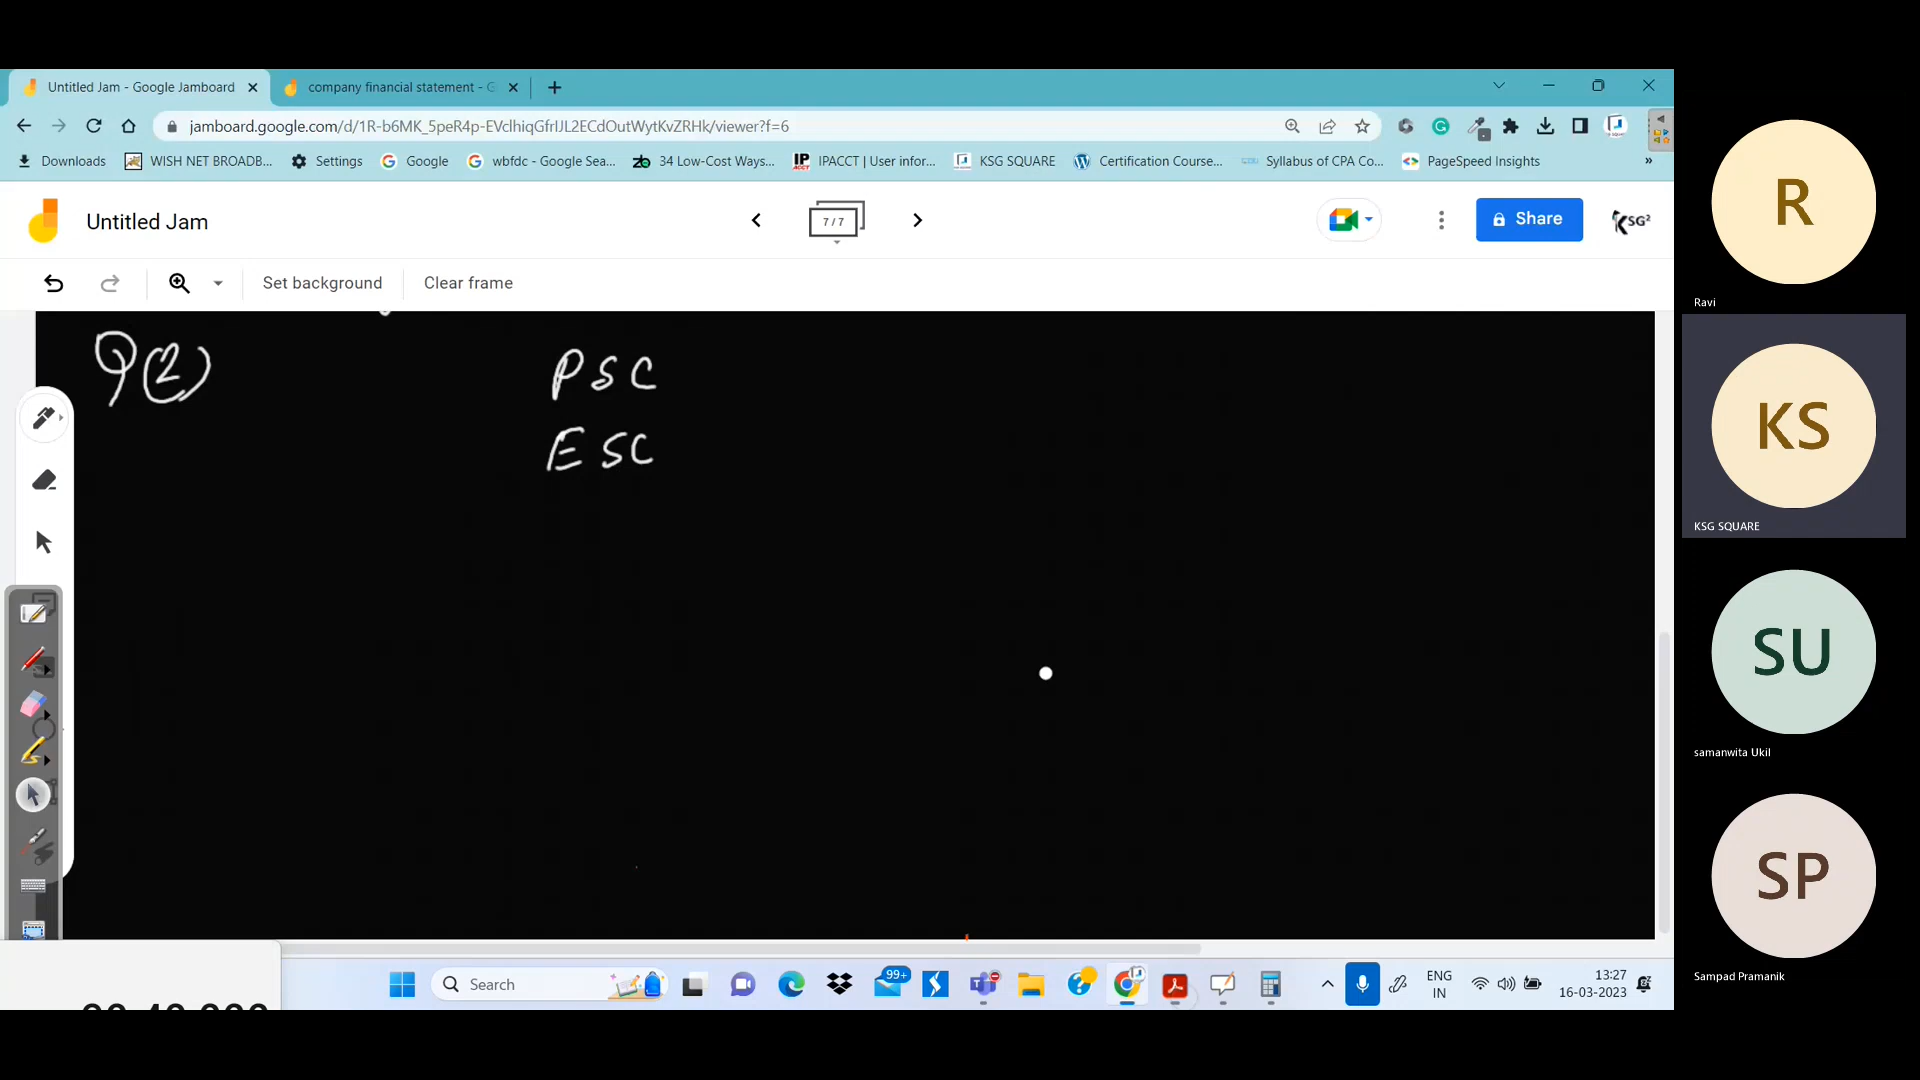 Untitled Jam - Google Jamboard
company financial statement - G
jamboard.google.com/d/1R-b6MK_5peR4p-EVclhiqGfrIJL2ECdOutWytKvZRHk/viewer?f=6
Downloads
WISH NET BROADB...
Settings
Google
wbfdc - Google Sea...
34 Low-Cost Ways...
IPACCT | User infor...
KSG SQUARE
Certification Course...
Syllabus of CPA Co...
PageSpeed Insights
»
Untitled Jam
7 / 7
Share
KSG²
Set background
Clear frame
Q(2)
PSC
ESC
R
Ravi
KS
KSG SQUARE
SU
samanwita Ukil
SP
Sampad Pramanik
Search
99+
ENG
IN
13:27
16-03-2023